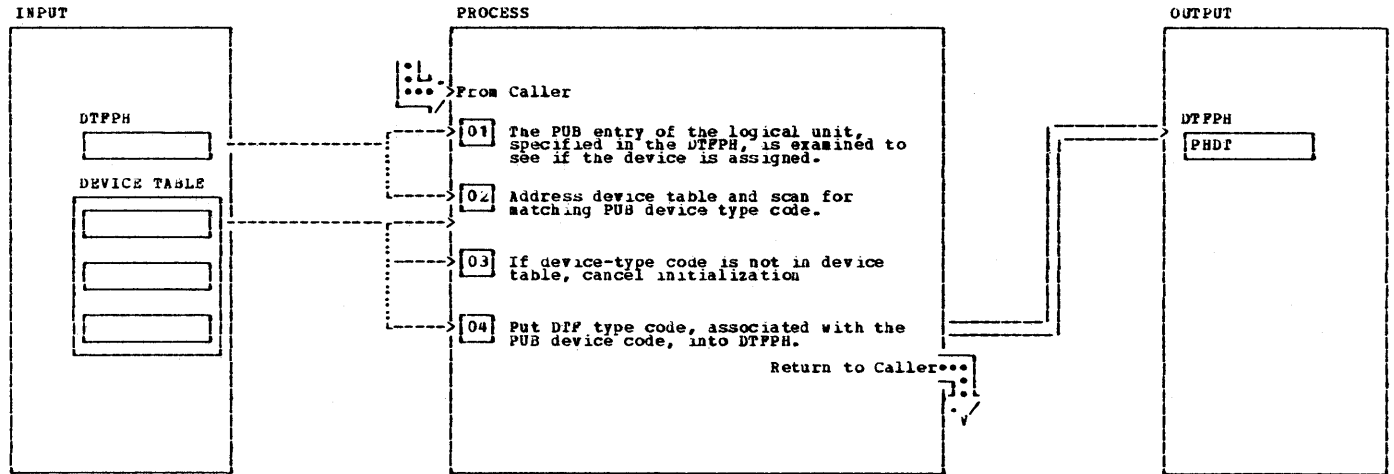 INPUT
PROCESS
OUTPUT
From Caller
DTFPH
01 The PUB entry of the logical unit,
specified in the DTFPH, is examined to
see if the device is assigned.
DEVICE TABLE
02 Address device table and scan for
matching PUB device type code.
03 If device-type code is not in device
table, cancel initialization
04 Put DTF type code, associated with the
PUB device code, into DTFPH.
Return to Caller
DTFPH
PHDT